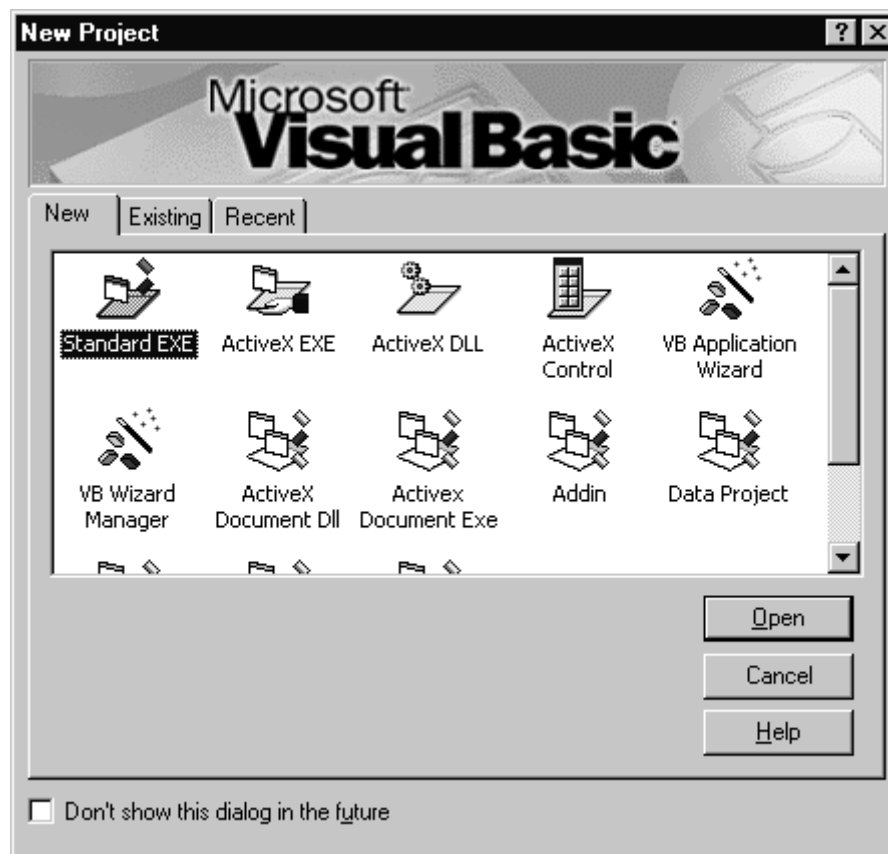 New Project
Microsoft
Visual Basic
New Existing Recent
Standard EXE ActiveX EXE ActiveX DLL ActiveX VB Application
Control Wizard
VB Wizard ActiveX Activex Addin Data Project
Manager Document Dll Document Exe
Open
Cancel
Help
Don't show this dialog in the future